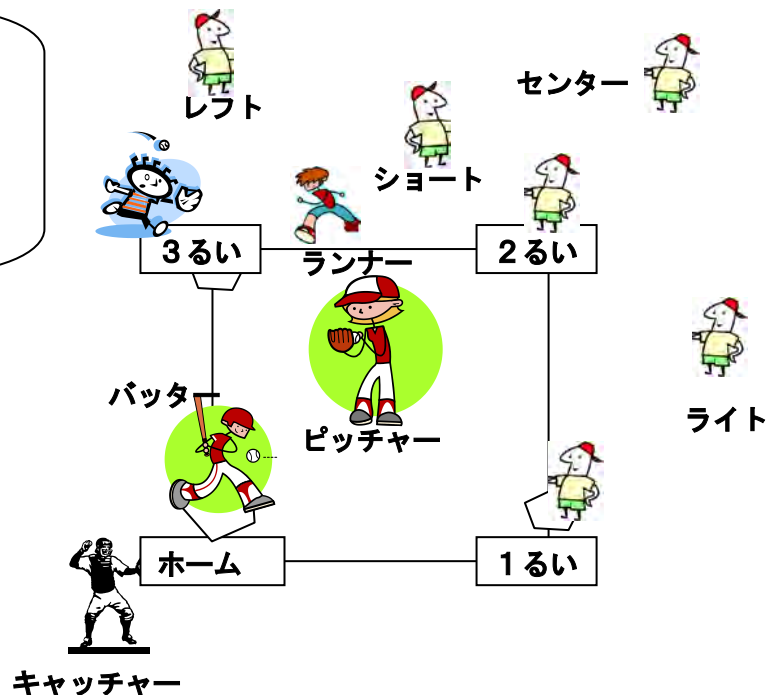 センター
レフト
ショート
3るい
ランナー
2るい
バッター
ライト
ピッチャー
ホーム
1るい
キャッチャー